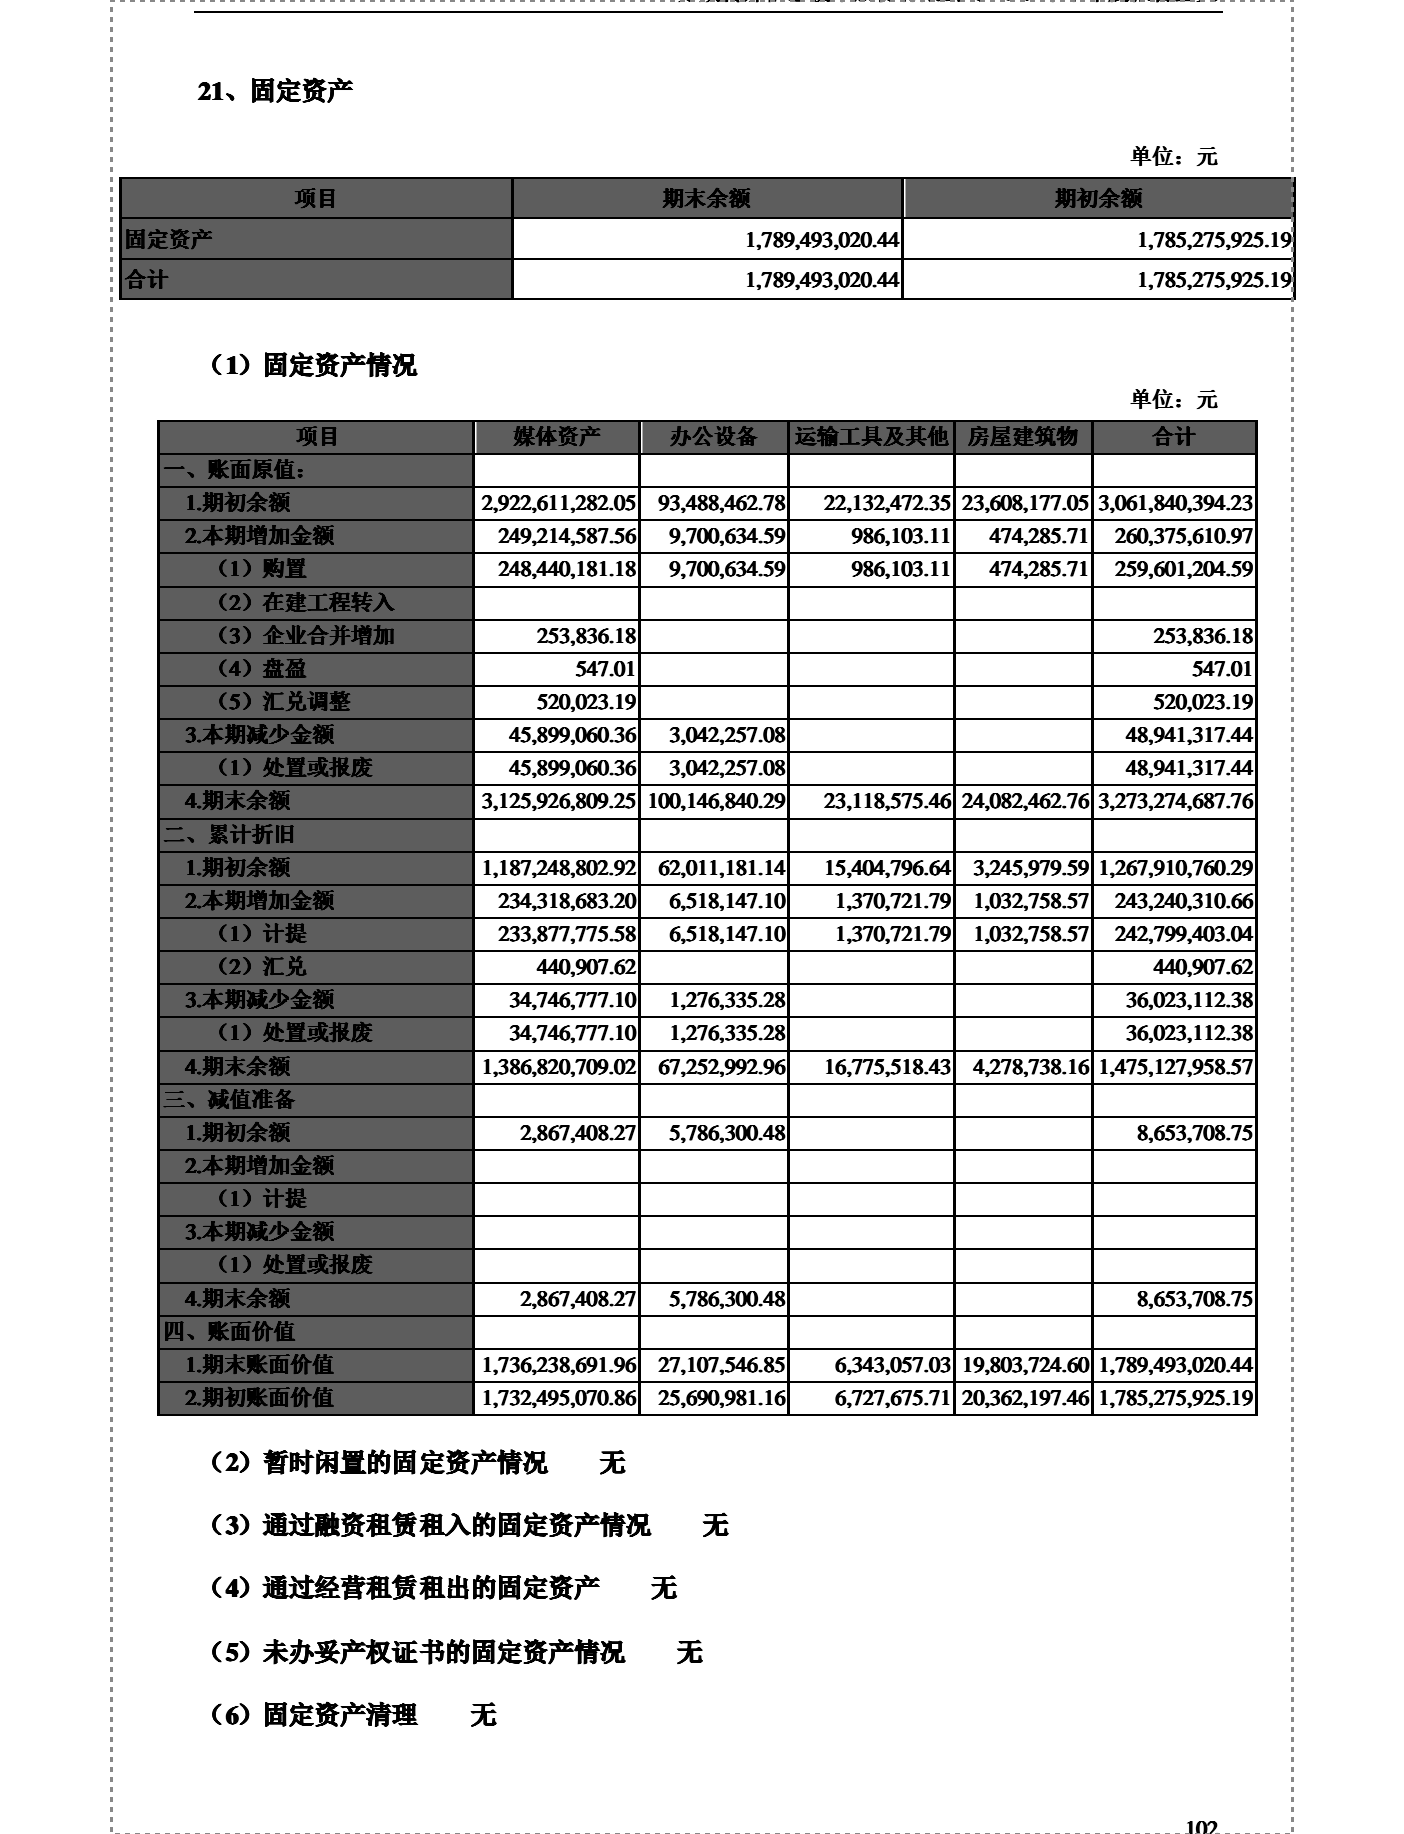 21、固定资产
单位：元
项目 期末余额 期初余额
固定资产 1,789,493,020.44 1,785,275,925.19
合计 1,789,493,020.44 1,785,275,925.19
（1）固定资产情况
单位：元
项目 媒体资产 办公设备 运输工具及其他 房屋建筑物 合计
一、账面原值：
1.期初余额 2,922,611,282.05 93,488,462.78 22,132,472.35 23,608,177.05 3,061,840,394.23
2.本期增加金额 249,214,587.56 9,700,634.59 986,103.11 474,285.71 260,375,610.97
（1）购置 248,440,181.18 9,700,634.59 986,103.11 474,285.71 259,601,204.59
（2）在建工程转入
（3）企业合并增加 253,836.18 253,836.18
（4）盘盈 547.01 547.01
（5）汇兑调整 520,023.19 520,023.19
3.本期减少金额 45,899,060.36 3,042,257.08 48,941,317.44
（1）处置或报废 45,899,060.36 3,042,257.08 48,941,317.44
4.期末余额 3,125,926,809.25 100,146,840.29 23,118,575.46 24,082,462.76 3,273,274,687.76
二、累计折旧
1.期初余额 1,187,248,802.92 62,011,181.14 15,404,796.64 3,245,979.59 1,267,910,760.29
2.本期增加金额 234,318,683.20 6,518,147.10 1,370,721.79 1,032,758.57 243,240,310.66
（1）计提 233,877,775.58 6,518,147.10 1,370,721.79 1,032,758.57 242,799,403.04
（2）汇兑 440,907.62 440,907.62
3.本期减少金额 34,746,777.10 1,276,335.28 36,023,112.38
（1）处置或报废 34,746,777.10 1,276,335.28 36,023,112.38
4.期末余额 1,386,820,709.02 67,252,992.96 16,775,518.43 4,278,738.16 1,475,127,958.57
三、减值准备
1.期初余额 2,867,408.27 5,786,300.48 8,653,708.75
2.本期增加金额
（1）计提
3.本期减少金额
（1）处置或报废
4.期末余额 2,867,408.27 5,786,300.48 8,653,708.75
四、账面价值
1.期末账面价值 1,736,238,691.96 27,107,546.85 6,343,057.03 19,803,724.60 1,789,493,020.44
2.期初账面价值 1,732,495,070.86 25,690,981.16 6,727,675.71 20,362,197.46 1,785,275,925.19
（2）暂时闲置的固定资产情况 无
（3）通过融资租赁租入的固定资产情况 无
（4）通过经营租赁租出的固定资产 无
（5）未办妥产权证书的固定资产情况 无
（6）固定资产清理 无
102